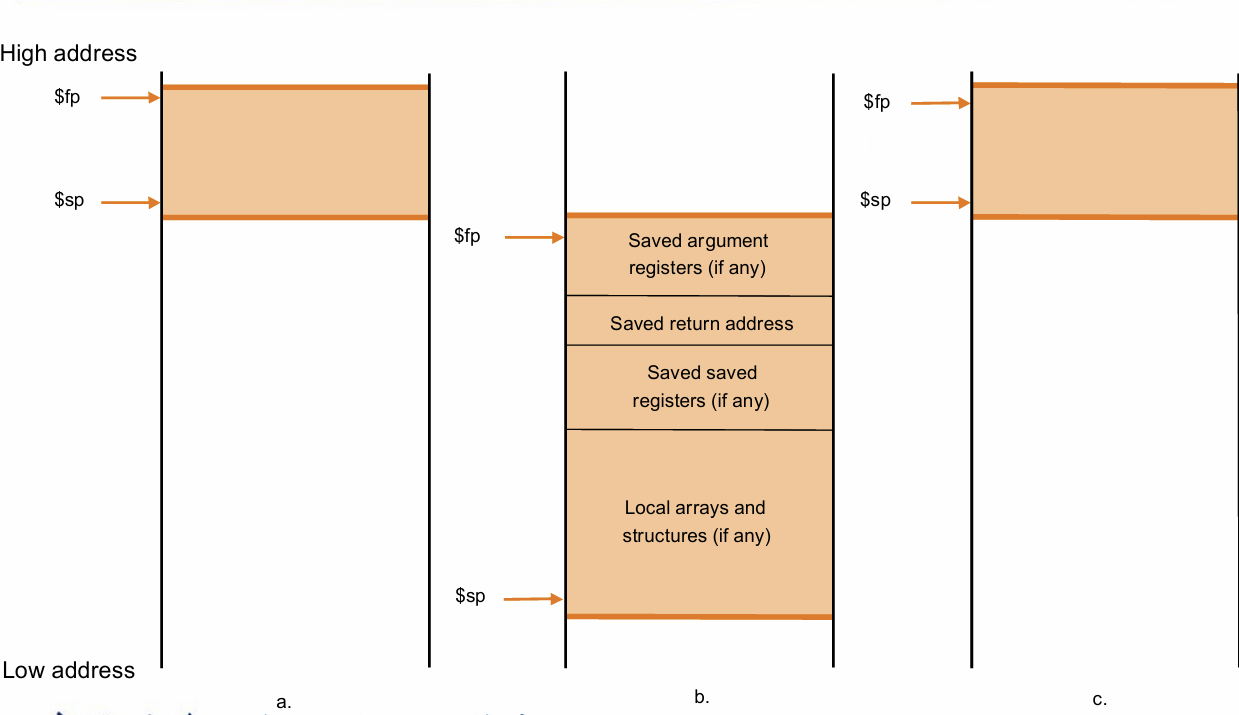 High address
$fp
$sp
$fp
Saved argument
registers (if any)
Saved return address
Saved saved
registers (if any)
Local arrays and
structures (if any)
$sp
$fp
$sp
Low address
a.
b.
c.